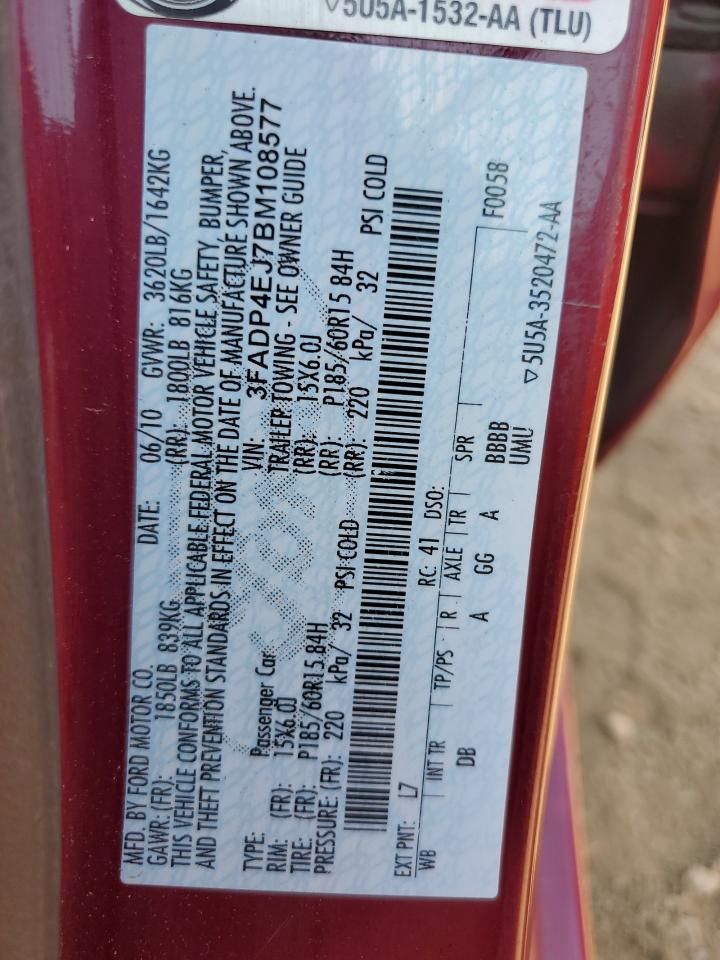 ▽5U5A-1532-AA (TLU)
MFD. BY FORD MOTOR CO. DATE: 06/10 GVWR: 3620LB/1642KG
GAWR: (FR): 1850LB 839KG (RR): 1800LB 816KG
THIS VEHICLE CONFORMS TO ALL APPLICABLE FEDERAL MOTOR VEHICLE SAFETY, BUMPER,
AND THEFT PREVENTION STANDARDS IN EFFECT ON THE DATE OF MANUFACTURE SHOWN ABOVE.
VIN: 3FADP4EJ7BM108577
TYPE: Passenger Car TRAILER TOWING - SEE OWNER GUIDE
RIM: (FR): 15X6.0J (RR): 15X6.0J
TIRE: (FR): P185/60R15 84H (RR): P185/60R15 84H
PRESSURE: (FR): 220 kPa/ 32 PSI COLD (RR): 220 kPa/ 32 PSI COLD
EXT PNT: L7 RC: 41 DSO: F0058
WB INT TR TP/PS R AXLE TR SPR
DB A GG A BBBB
UMLI
▽5U5A-3520472-AA